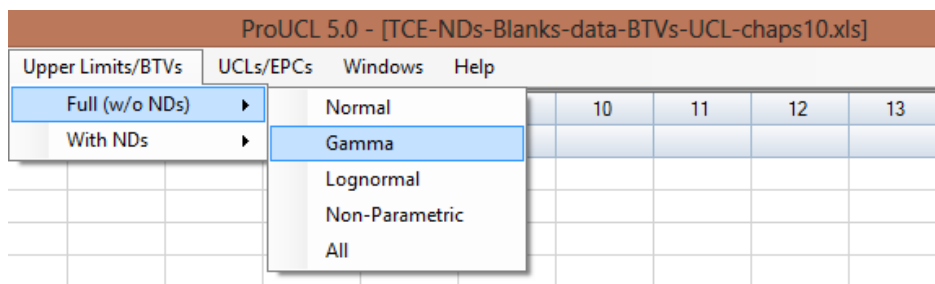 ProUCL 5.0 - [TCE-NDs-Blanks-data-BTVs-UCL-chaps10.xls]
Upper Limits/BTVs UCLs/EPCs Windows Help
Full (w/o NDs) Normal 10 11 12 13
With NDs Gamma
Lognormal
Non-Parametric
All